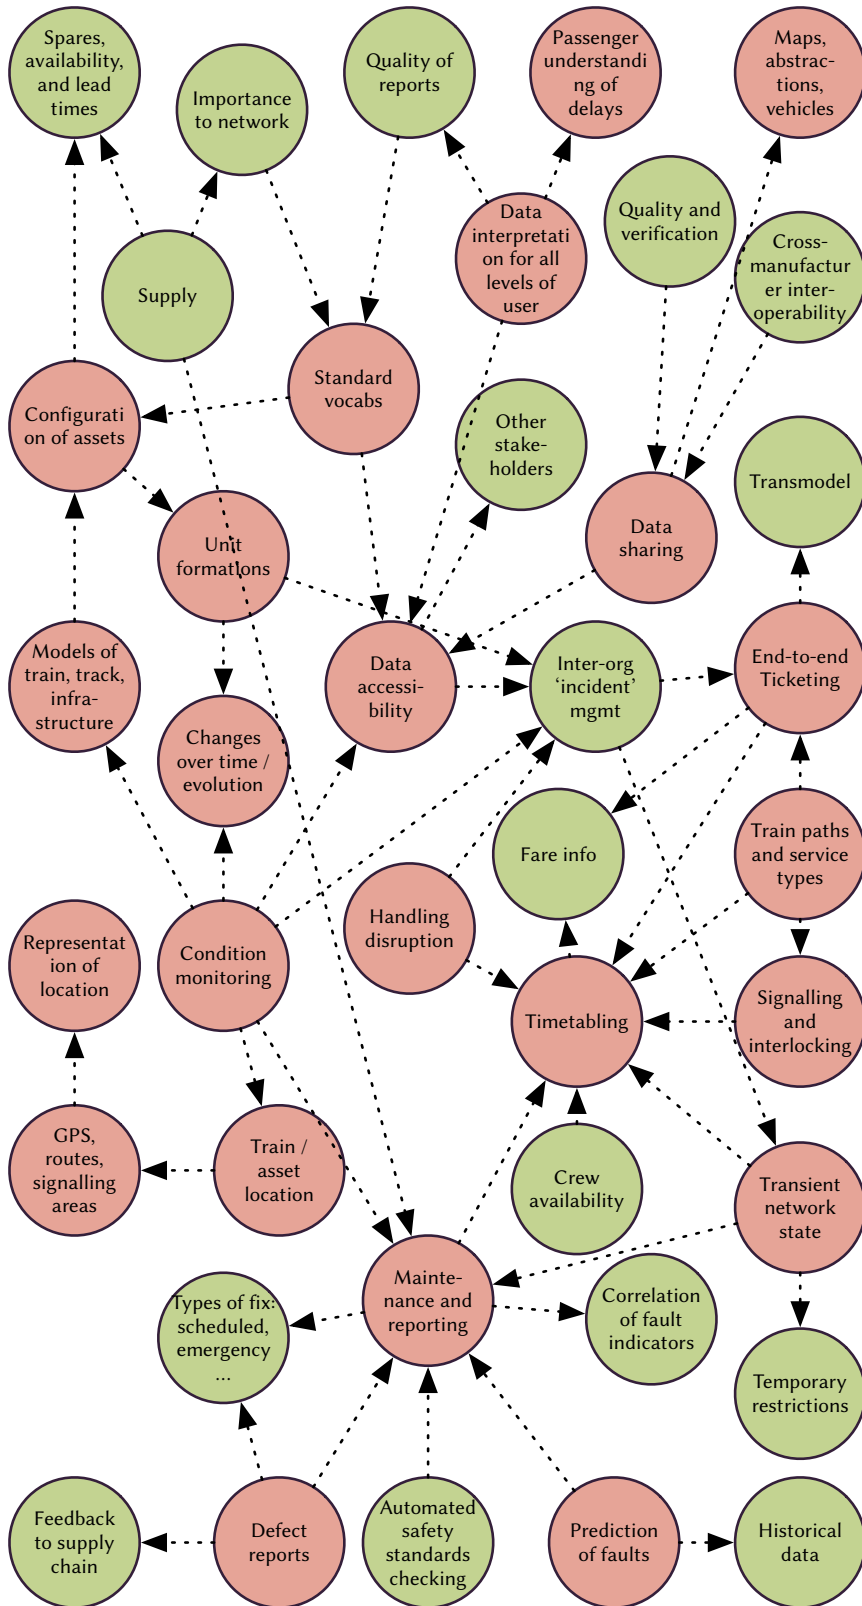 Spares,
availability,
and lead
times
Importance
to network
Quality of
reports
Passenger
understandi
ng of
delays
Maps,
abstrac-
tions,
vehicles
Supply
Data
interpretati
on for all
levels of
user
Quality and
verification
Cross-
manufactur
er inter-
operability
Configurati
on of assets
Standard
vocabs
Other
stake-
holders
Transmodel
Unit
formations
Data
sharing
Models of
train, track,
infra-
structure
Data
accessi-
bility
Inter-org
‘incident’
mgmt
End-to-end
Ticketing
Changes
over time /
evolution
Fare info
Train paths
and service
types
Representat
ion of
location
Condition
monitoring
Handling
disruption
Timetabling
Signalling
and
interlocking
GPS,
routes,
signalling
areas
Train /
asset
location
Crew
availability
Transient
network
state
Types of fix:
scheduled,
emergency
...
Mainte-
nance and
reporting
Correlation
of fault
indicators
Temporary
restrictions
Feedback
to supply
chain
Defect
reports
Automated
safety
standards
checking
Prediction
of faults
Historical
data